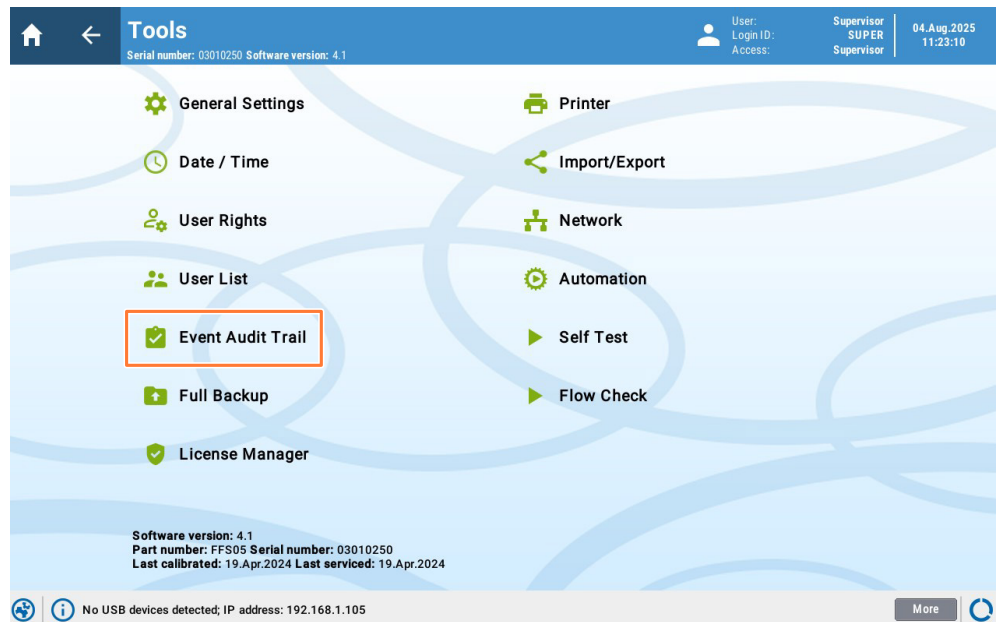 Tools
Serial number: 03010250 Software version: 4.1
User: Supervisor
Login ID: SUPER
Access: Supervisor
04.Aug.2025
11:23:10
General Settings
Printer
Date / Time
Import/Export
User Rights
Network
User List
Automation
Event Audit Trail
Self Test
Full Backup
Flow Check
License Manager
Software version: 4.1
Part number: FFS05 Serial number: 03010250
Last calibrated: 19.Apr.2024 Last serviced: 19.Apr.2024
No USB devices detected; IP address: 192.168.1.105
More